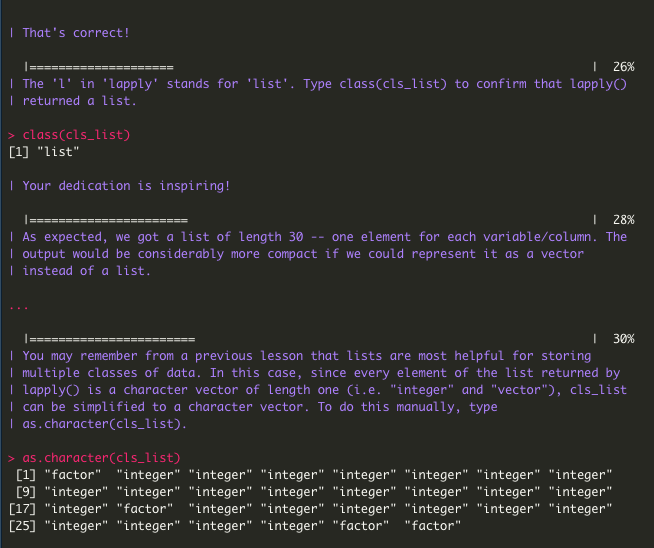 | That's correct!
|==================== | 26%
| The 'l' in 'lapply' stands for 'list'. Type class(cls_list) to confirm that lapply()
| returned a list.
> class(cls_list)
[1] "list"
| Your dedication is inspiring!
|====================== | 28%
| As expected, we got a list of length 30 -- one element for each variable/column. The
| output would be considerably more compact if we could represent it as a vector
| instead of a list.
...
|======================= | 30%
| You may remember from a previous lesson that lists are most helpful for storing
| multiple classes of data. In this case, since every element of the list returned by
| lapply() is a character vector of length one (i.e. "integer" and "vector"), cls_list
| can be simplified to a character vector. To do this manually, type
| as.character(cls_list).
> as.character(cls_list)
[1] "factor" "integer" "integer" "integer" "integer" "integer" "integer" "integer"
[9] "integer" "integer" "integer" "integer" "integer" "integer" "integer" "integer"
[17] "integer" "factor" "integer" "integer" "integer" "integer" "integer" "integer"
[25] "integer" "integer" "integer" "integer" "factor" "factor"